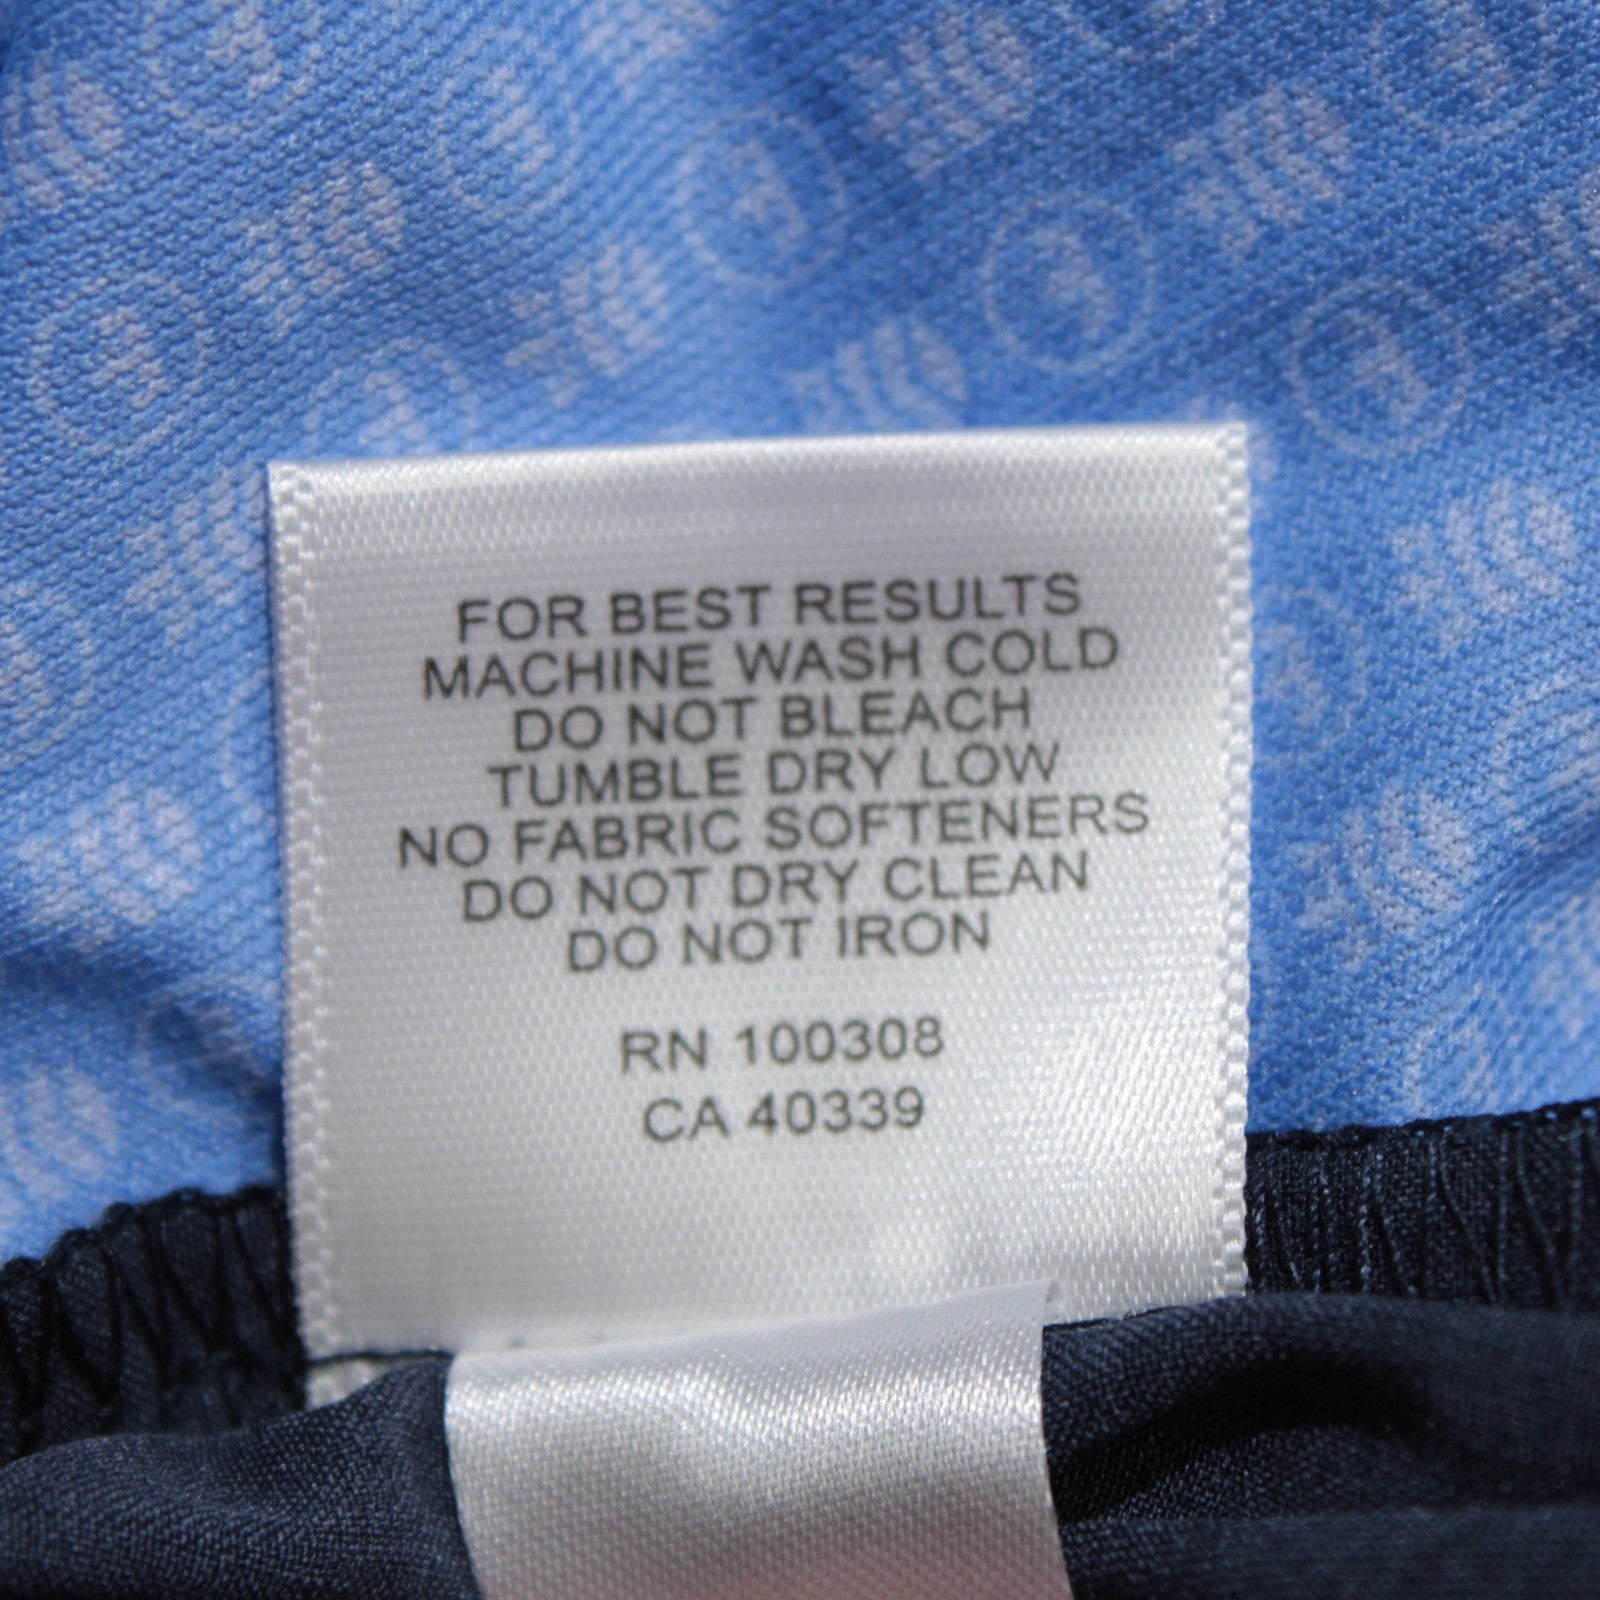 FOR BEST RESULTS
MACHINE WASH COLD
DO NOT BLEACH
TUMBLE DRY LOW
NO FABRIC SOFTENERS
DO NOT DRY CLEAN
DO NOT IRON
RN 100308
CA 40339